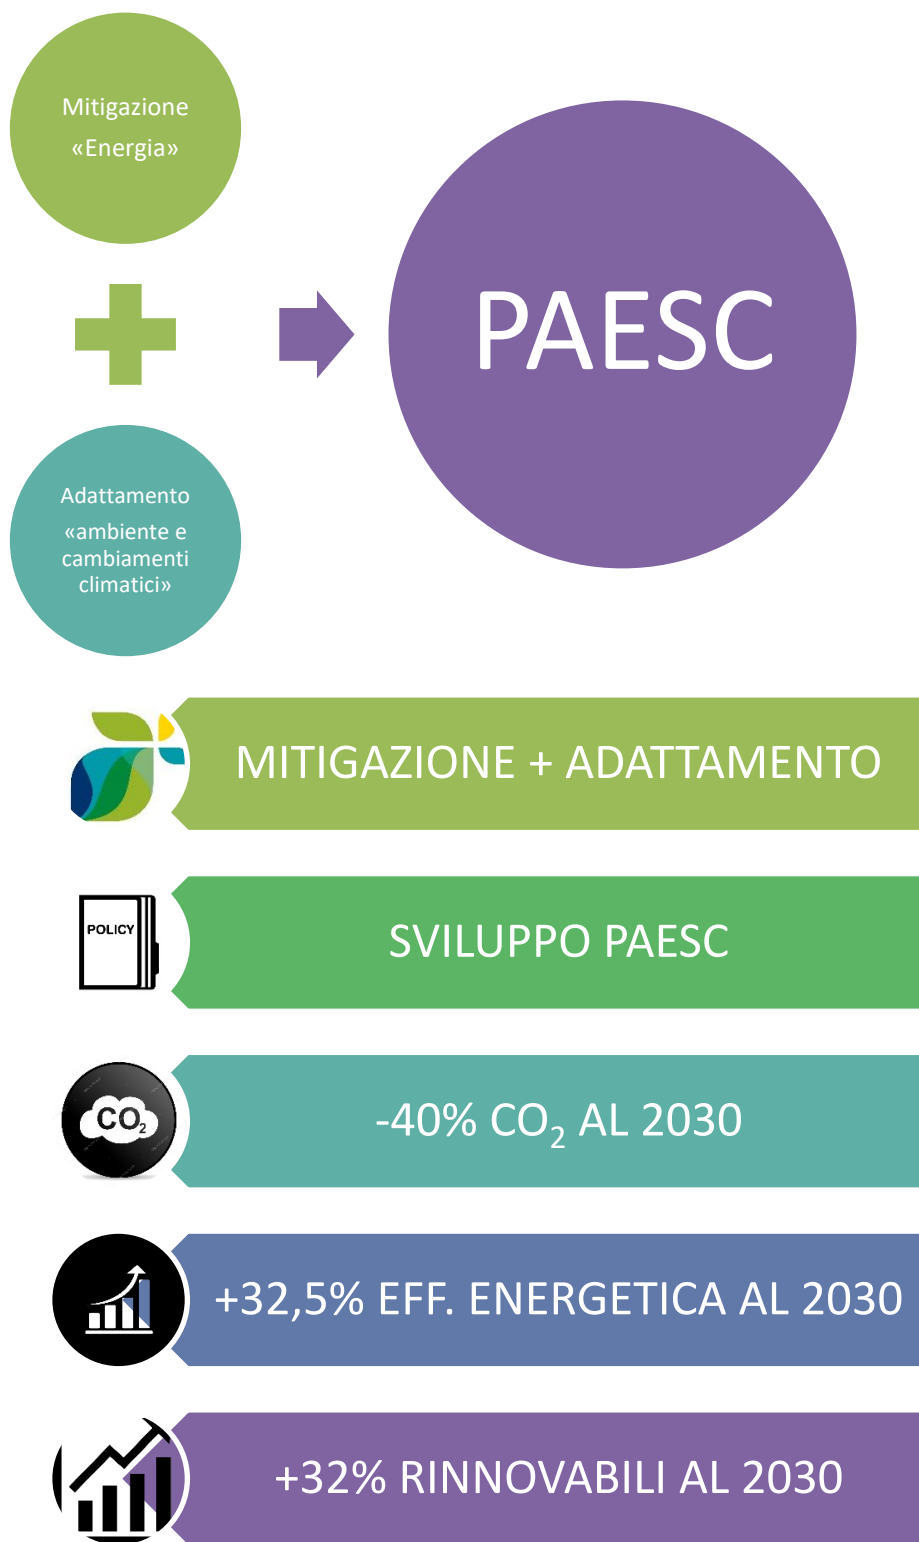 Mitigazione
«Energia»
PAESC
Adattamento
«ambiente e
cambiamenti
climatici»
MITIGAZIONE + ADATTAMENTO
POLICY
SVILUPPO PAESC
CO₂
-40% CO₂ AL 2030
+32,5% EFF. ENERGETICA AL 2030
+32% RINNOVABILI AL 2030